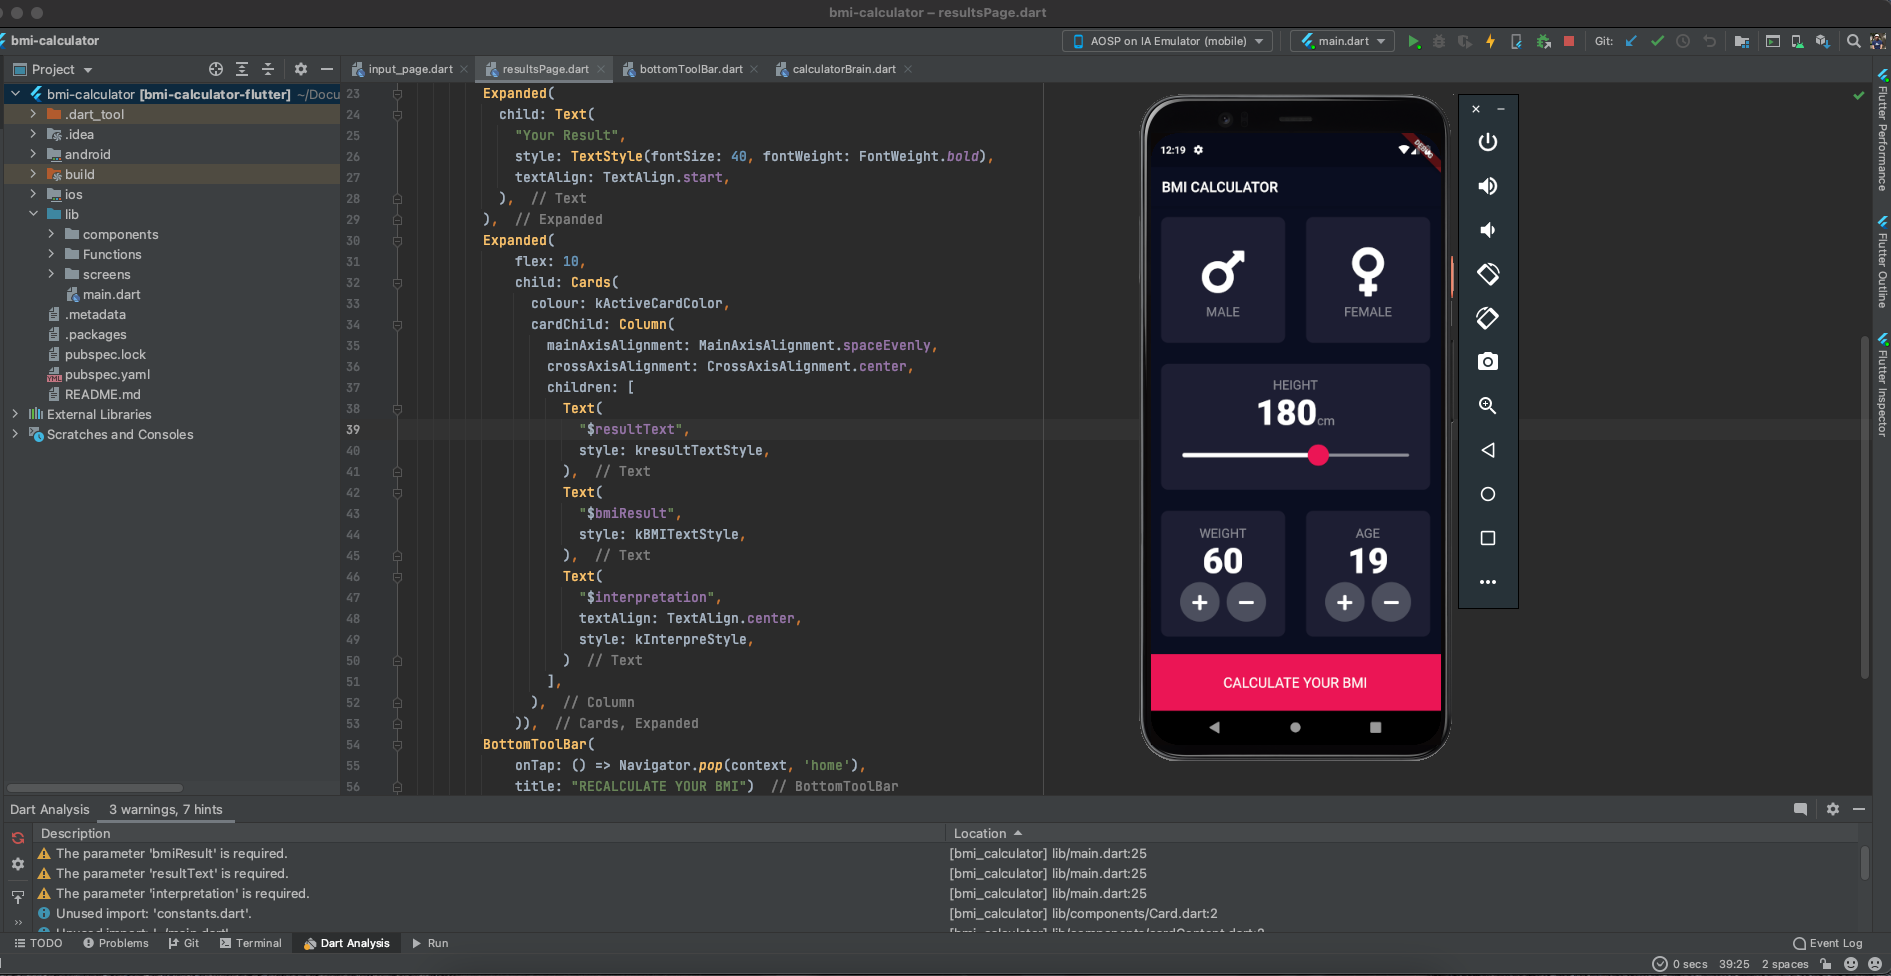 bmi-calculator – resultsPage.dart
bmi-calculator
AOSP on IA Emulator (mobile)
main.dart
Git:
Project
input_page.dart
resultsPage.dart
bottomToolBar.dart
calculatorBrain.dart
bmi-calculator [bmi-calculator-flutter] ~/Docu
.dart_tool
.idea
android
build
ios
lib
components
Functions
screens
main.dart
.metadata
.packages
pubspec.lock
pubspec.yaml
README.md
External Libraries
Scratches and Consoles
23 Expanded(
24 child: Text(
25 "Your Result",
26 style: TextStyle(fontSize: 40, fontWeight: FontWeight.bold),
27 textAlign: TextAlign.start,
28 ), // Text
29 ), // Expanded
30 Expanded(
31 flex: 10,
32 child: Cards(
33 colour: kActiveCardColor,
34 cardChild: Column(
35 mainAxisAlignment: MainAxisAlignment.spaceEvenly,
36 crossAxisAlignment: CrossAxisAlignment.center,
37 children: [
38 Text(
39 "$resultText",
40 style: kresultTextStyle,
41 ), // Text
42 Text(
43 "$bmiResult",
44 style: kBMITextStyle,
45 ), // Text
46 Text(
47 "$interpretation",
48 textAlign: TextAlign.center,
49 style: kInterpreStyle,
50 ) // Text
51 ],
52 ), // Column
53 )), // Cards, Expanded
54 BottomToolBar(
55 onTap: () => Navigator.pop(context, 'home'),
56 title: "RECALCULATE YOUR BMI") // BottomToolBar
12:19
DEBUG
BMI CALCULATOR
MALE
FEMALE
HEIGHT
180cm
WEIGHT
60
AGE
19
CALCULATE YOUR BMI
Flutter Performance
Flutter Outline
Flutter Inspector
Dart Analysis
3 warnings, 7 hints
Description
Location
The parameter 'bmiResult' is required.
[bmi_calculator] lib/main.dart:25
The parameter 'resultText' is required.
[bmi_calculator] lib/main.dart:25
The parameter 'interpretation' is required.
[bmi_calculator] lib/main.dart:25
Unused import: 'constants.dart'.
[bmi_calculator] lib/components/Card.dart:2
TODO
Problems
Git
Terminal
Dart Analysis
Run
Event Log
0 secs
39:25
2 spaces